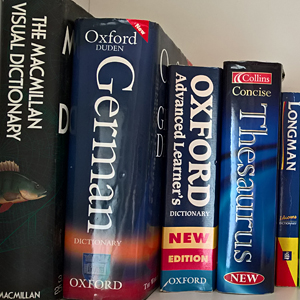 THE MACMILLAN
VISUAL DICTIONARY
MACMILLAN
Oxford
DUDEN
New
German
DICTIONARY
OXFORD
OXFORD
Advanced Learner's
DICTIONARY
NEW
EDITION
OXFORD
Collins
Concise
Thesaurus
NEW
LONGMAN